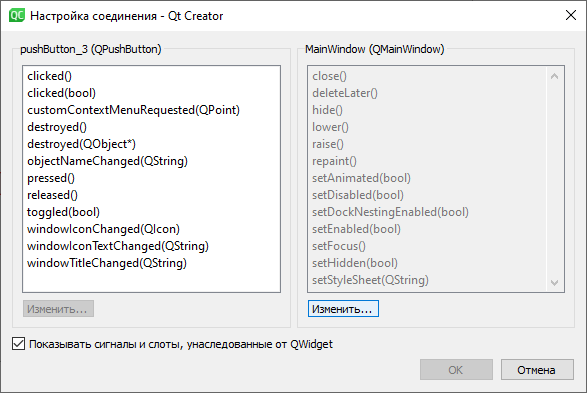 QC Настройка соединения - Qt Creator
pushButton_3 (QPushButton)
clicked()
clicked(bool)
customContextMenuRequested(QPoint)
destroyed()
destroyed(QObject*)
objectNameChanged(QString)
pressed()
released()
toggled(bool)
windowIconChanged(QIcon)
windowIconTextChanged(QString)
windowTitleChanged(QString)
Изменить...
MainWindow (QMainWindow)
close()
deleteLater()
hide()
lower()
raise()
repaint()
setAnimated(bool)
setDisabled(bool)
setDockNestingEnabled(bool)
setEnabled(bool)
setFocus()
setHidden(bool)
setStyleSheet(QString)
Изменить...
Показывать сигналы и слоты, унаследованные от QWidget
OK
Отмена